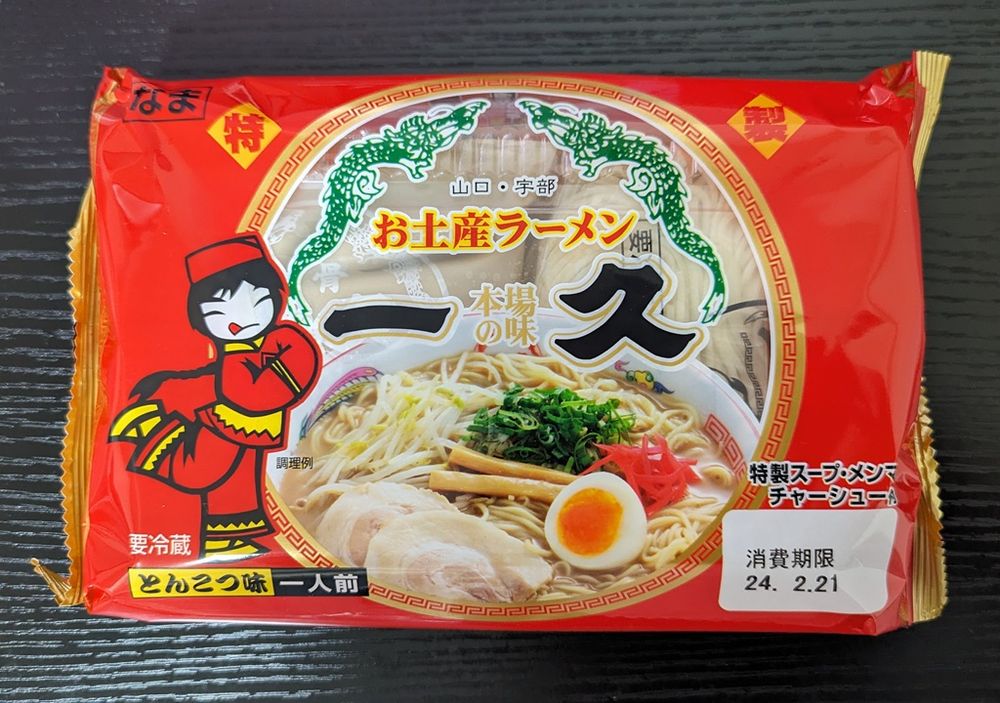 なま
特
製
山口・宇部
お土産ラーメン
一久
本場の味
調理例
特製スープ・メンマ
チャーシュー
要冷蔵
とんこつ味 一人前
消費期限
24. 2.21